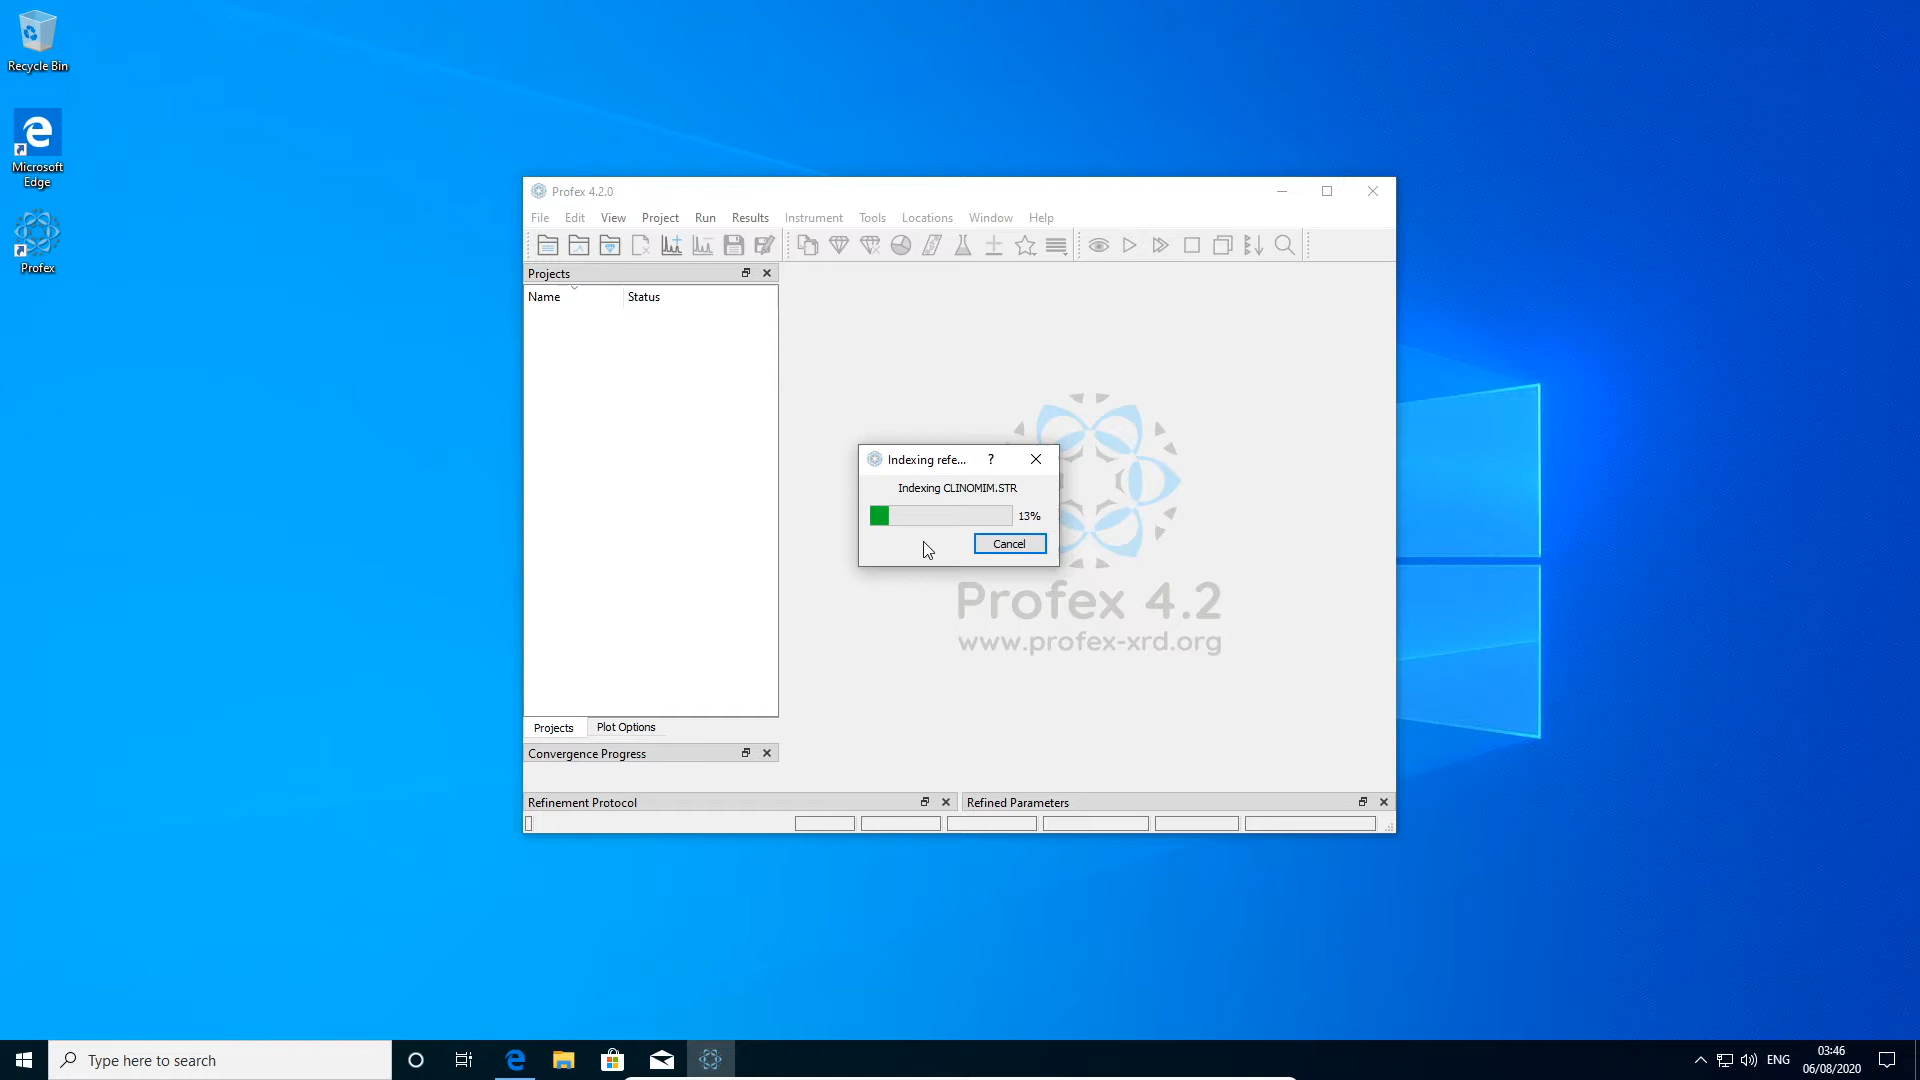 Recycle Bin
Microsoft
Edge
Profex
Profex 4.2.0
File Edit View Project Run Results Instrument Tools Locations Window Help
Projects
Name Status
Indexing refe... ?
Indexing CLINOMIM.STR
13%
Cancel
Profex 4.2
www.profex-xrd.org
Projects Plot Options
Convergence Progress
Refinement Protocol Refined Parameters
Type here to search
ENG
03:46
06/08/2020